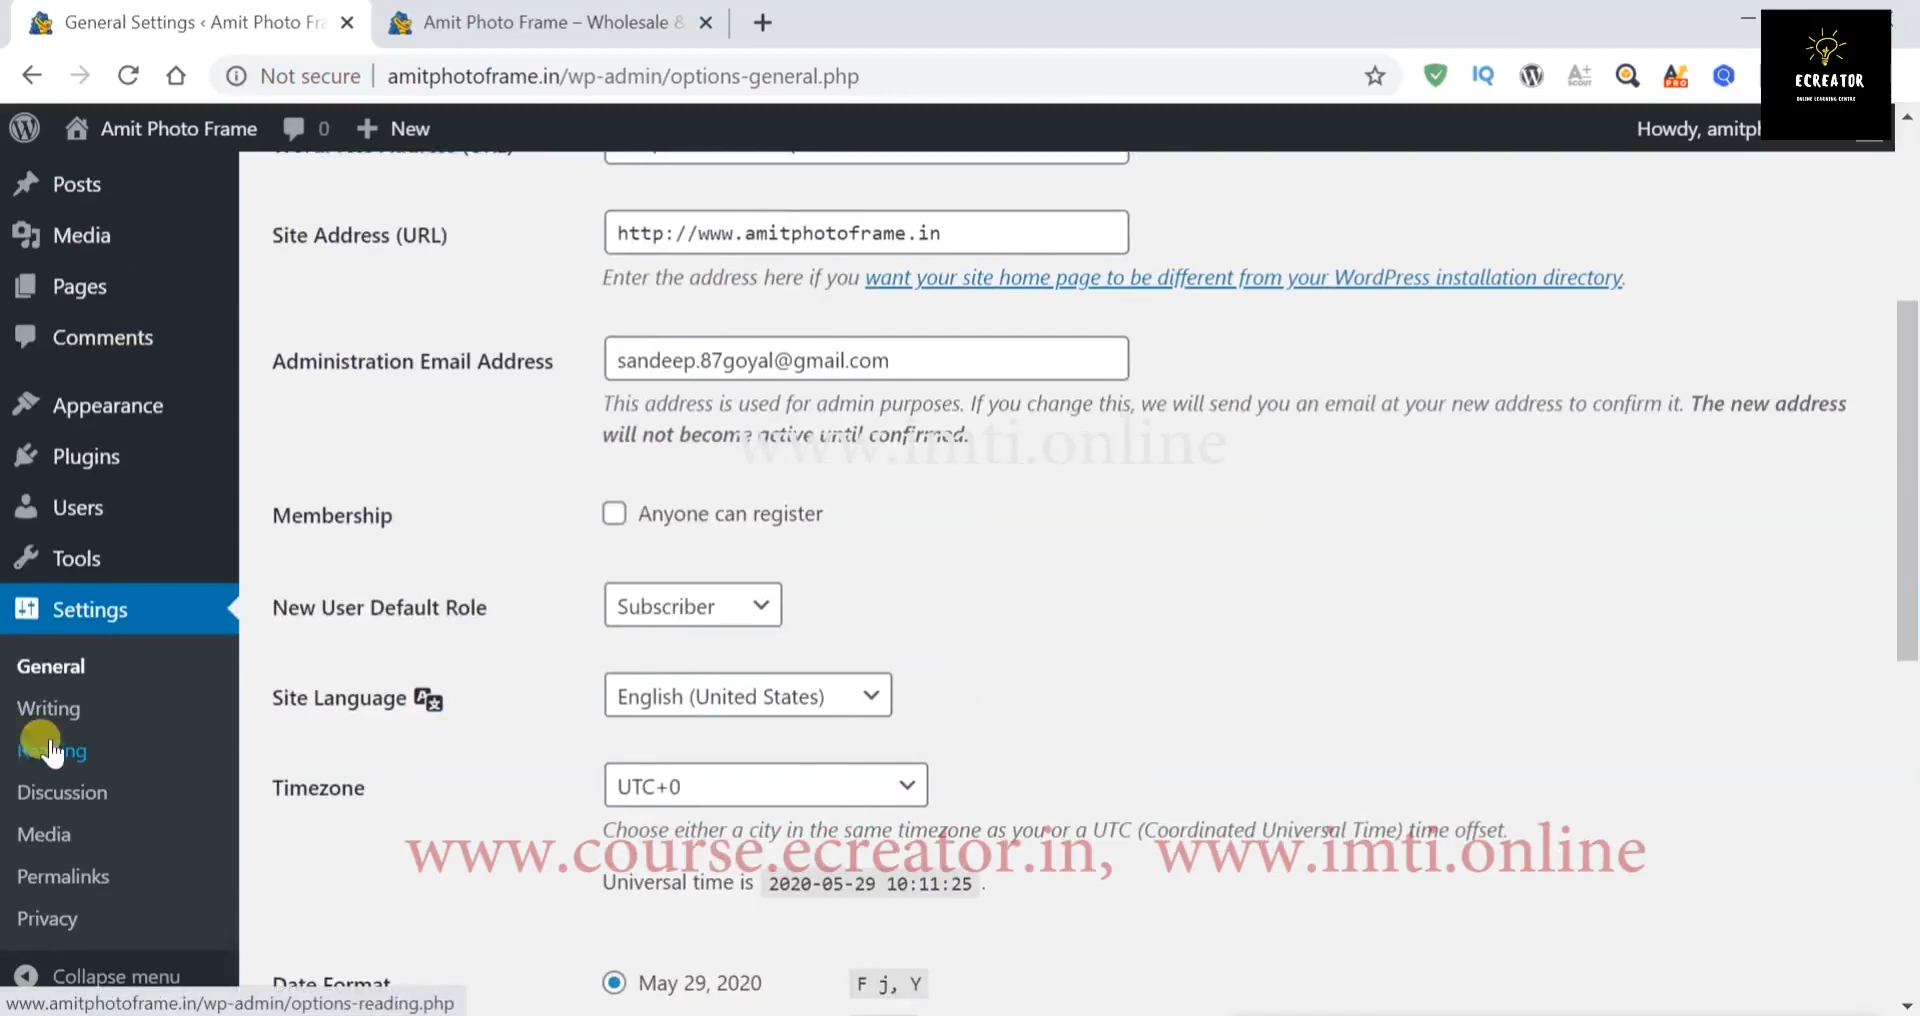 General Settings ‹ Amit Photo Fra
Amit Photo Frame – Wholesale &
Not secure
amitphotoframe.in/wp-admin/options-general.php
IQ
A+
SCOUT
PRO
ECREATOR
ONLINE LEARNING CENTRE
Amit Photo Frame
0
New
Howdy, amitph
Posts
Media
Pages
Comments
Appearance
Plugins
Users
Tools
Settings
General
Writing
Discussion
Media
Permalinks
Privacy
Collapse menu
www.amitphotoframe.in/wp-admin/options-reading.php
Site Address (URL)
http://www.amitphotoframe.in
Enter the address here if you want your site home page to be different from your WordPress installation directory.
Administration Email Address
sandeep.87goyal@gmail.com
This address is used for admin purposes. If you change this, we will send you an email at your new address to confirm it. The new address
will not become active until confirmed.
www.imti.online
Membership
Anyone can register
New User Default Role
Subscriber
Site Language
English (United States)
Timezone
UTC+0
Choose either a city in the same timezone as you or a UTC (Coordinated Universal Time) time offset.
www.course.ecreator.in, www.imti.online
Universal time is 2020-05-29 10:11:25 .
Date Format
May 29, 2020
F j, Y